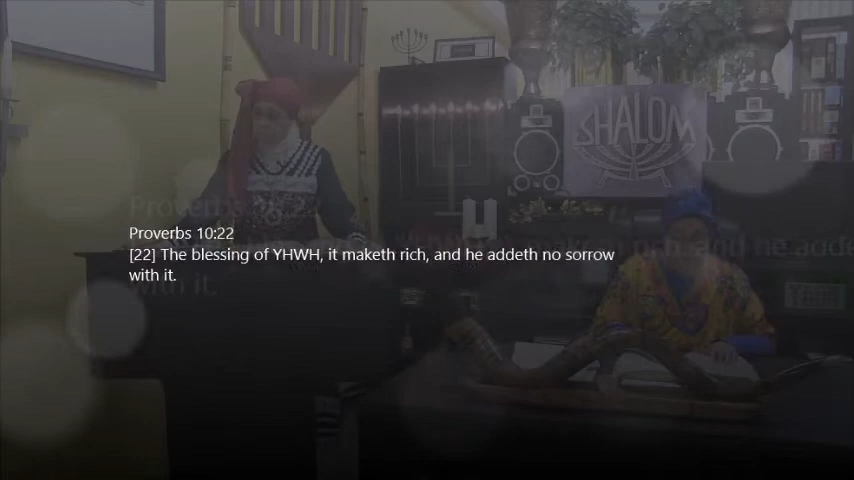 SHALOM
Proverbs 10:22
[22] The blessing of YHWH, it maketh rich, and he addeth no sorrow
with it.